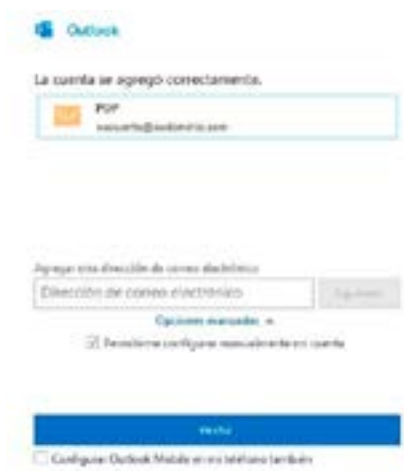 Outlook
La cuenta se agregó correctamente.
POP
Agregar otra dirección de correo electrónico
Dirección de correo electrónico
Siguiente
Opciones avanzadas
Permitirme configurar manualmente mi cuenta
Hecho
Configurar Outlook Mobile en mi teléfono también